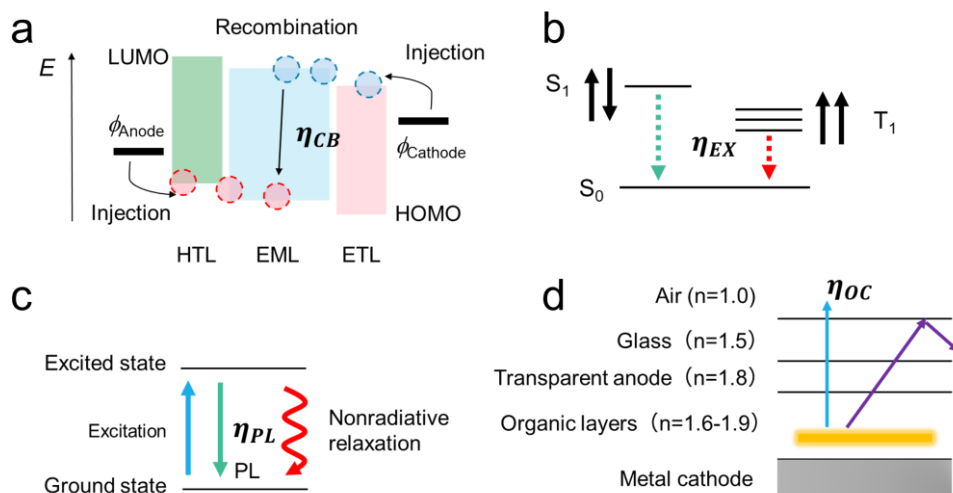 a
Recombination
LUMO
Injection
E
ϕAnode
ηCB
ϕCathode
Injection
HOMO
HTL
EML
ETL
b
S1
ηEX
T1
S0
c
Excited state
Excitation
ηPL
PL
Nonradiative
relaxation
Ground state
d
ηOC
Air (n=1.0)
Glass（n=1.5）
Transparent anode（n=1.8）
Organic layers（n=1.6-1.9）
Metal cathode